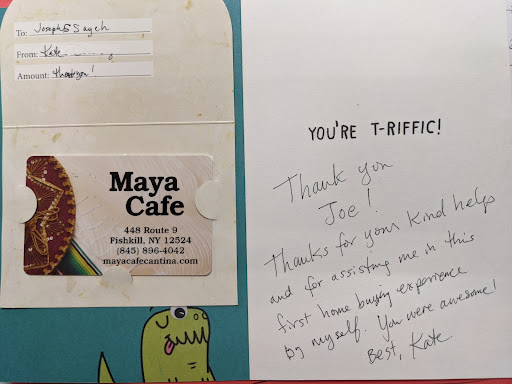 To: Joseph Sayeh
From: Kate
Amount: thank you!
Maya
Cafe
448 Route 9
Fishkill, NY 12524
(845) 896-4042
mayacafecantina.com
YOU'RE T-RIFFIC!
Thank you
Joe!
Thanks for your kind help
and for assisting me in this
first home buying experience
by myself. You were awesome!
Best, Kate